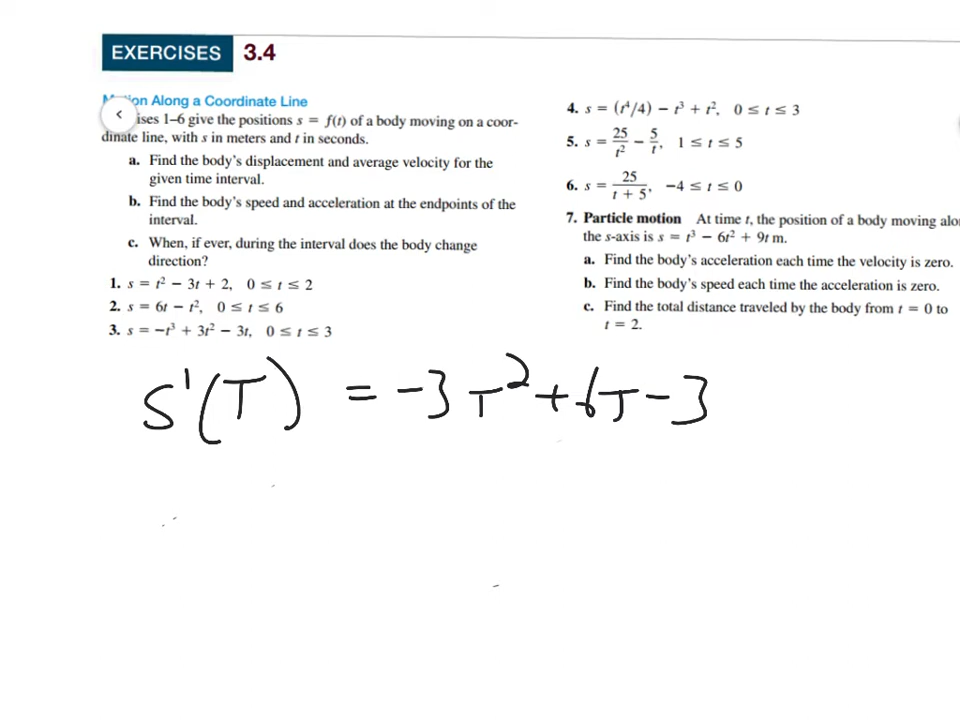 EXERCISES 3.4
Motion Along a Coordinate Line
ises 1–6 give the positions s = f(t) of a body moving on a coor-
dinate line, with s in meters and t in seconds.
a. Find the body's displacement and average velocity for the
given time interval.
b. Find the body's speed and acceleration at the endpoints of the
interval.
c. When, if ever, during the interval does the body change
direction?
1. s = t² − 3t + 2, 0 ≤ t ≤ 2
2. s = 6t − t², 0 ≤ t ≤ 6
3. s = −t³ + 3t² − 3t, 0 ≤ t ≤ 3
4. s = (t⁴/4) − t³ + t², 0 ≤ t ≤ 3
5. s = 25/t² − 5/t, 1 ≤ t ≤ 5
6. s = 25/(t + 5), −4 ≤ t ≤ 0
7. Particle motion At time t, the position of a body moving alo
the s-axis is s = t³ − 6t² + 9t m.
a. Find the body's acceleration each time the velocity is zero.
b. Find the body's speed each time the acceleration is zero.
c. Find the total distance traveled by the body from t = 0 to
t = 2.
S'(T) = −3T² + 6T − 3